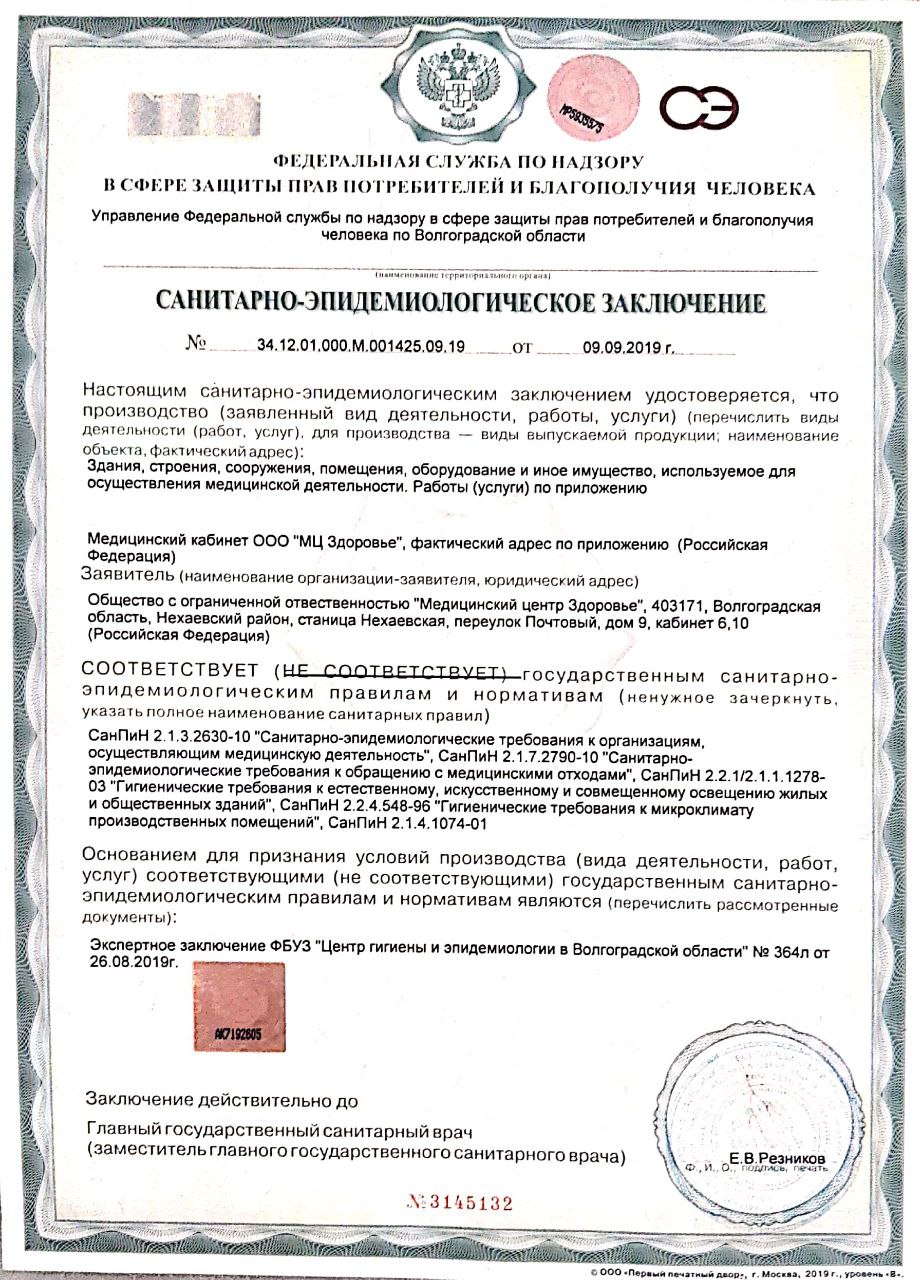 МР5935575
СЭ
ФЕДЕРАЛЬНАЯ СЛУЖБА ПО НАДЗОРУ
В СФЕРЕ ЗАЩИТЫ ПРАВ ПОТРЕБИТЕЛЕЙ И БЛАГОПОЛУЧИЯ ЧЕЛОВЕКА
Управление Федеральной службы по надзору в сфере защиты прав потребителей и благополучия
человека по Волгоградской области
(наименование территориального органа)
САНИТАРНО-ЭПИДЕМИОЛОГИЧЕСКОЕ ЗАКЛЮЧЕНИЕ
№ 34.12.01.000.М.001425.09.19 ОТ 09.09.2019 г.
Настоящим санитарно-эпидемиологическим заключением удостоверяется, что
производство (заявленный вид деятельности, работы, услуги) (перечислить виды
деятельности (работ, услуг), для производства — виды выпускаемой продукции; наименование
объекта, фактический адрес):
Здания, строения, сооружения, помещения, оборудование и иное имущество, используемое для
осуществления медицинской деятельности. Работы (услуги) по приложению
Медицинский кабинет ООО "МЦ Здоровье", фактический адрес по приложению (Российская
Федерация)
Заявитель (наименование организации-заявителя, юридический адрес)
Общество с ограниченной отвественностью "Медицинский центр Здоровье", 403171, Волгоградская
область, Нехаевский район, станица Нехаевская, переулок Почтовый, дом 9, кабинет 6,10
(Российская Федерация)
СООТВЕТСТВУЕТ (НЕ СООТВЕТСТВУЕТ) государственным санитарно-
эпидемиологическим правилам и нормативам (ненужное зачеркнуть,
указать полное наименование санитарных правил)
СанПиН 2.1.3.2630-10 "Санитарно-эпидемиологические требования к организациям,
осуществляющим медицинскую деятельность", СанПиН 2.1.7.2790-10 "Санитарно-
эпидемиологические требования к обращению с медицинскими отходами", СанПиН 2.2.1/2.1.1.1278-
03 "Гигиенические требования к естественному, искусственному и совмещенному освещению жилых
и общественных зданий", СанПиН 2.2.4.548-96 "Гигиенические требования к микроклимату
производственных помещений", СанПиН 2.1.4.1074-01
Основанием для признания условий производства (вида деятельности, работ,
услуг) соответствующими (не соответствующими) государственным санитарно-
эпидемиологическим правилам и нормативам являются (перечислить рассмотренные
документы):
Экспертное заключение ФБУЗ "Центр гигиены и эпидемиологии в Волгоградской области" № 364л от
26.08.2019г.
АК7192605
Заключение действительно до
Главный государственный санитарный врач
(заместитель главного государственного санитарного врача)
Е.В.Резников
Ф., И., О., подпись, печать
№3145132
© ООО «Первый печатный двор», г. Москва, 2019 г., уровень «В».